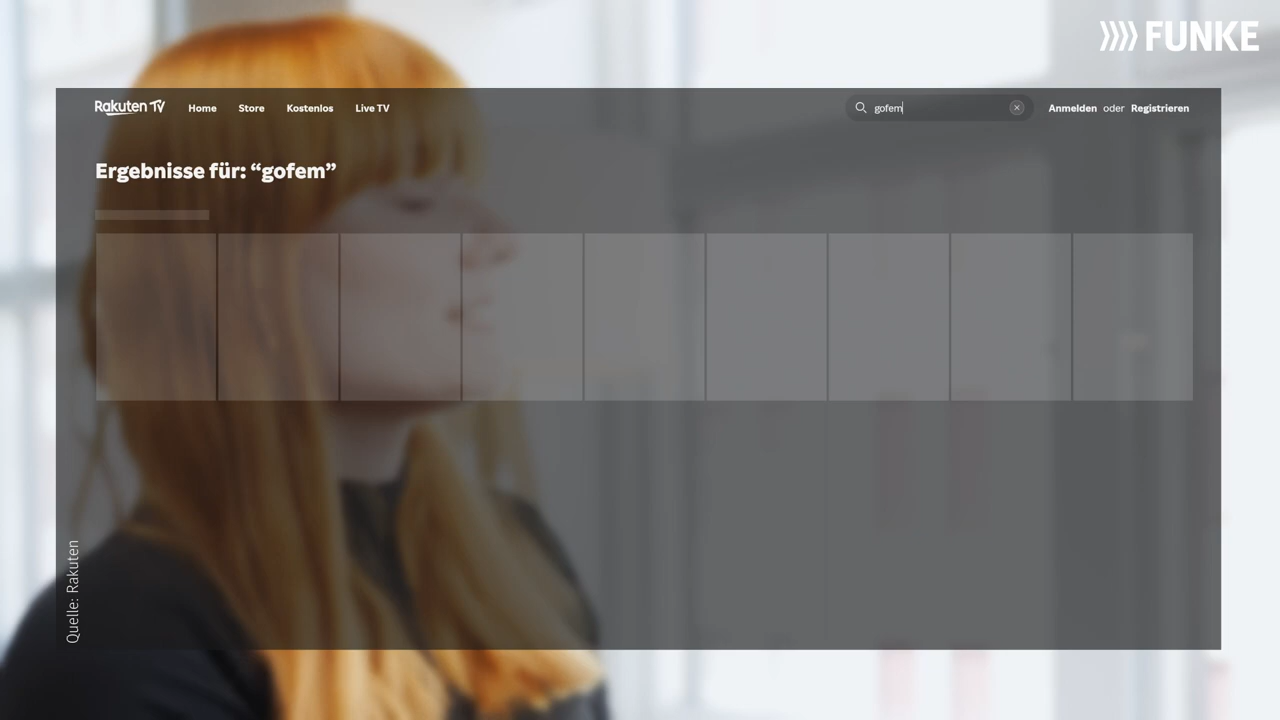 FUNKE
Rakuten TV
Home
Store
Kostenlos
Live TV
gofem
Anmelden oder Registrieren
Ergebnisse für: “gofem”
Quelle: Rakuten